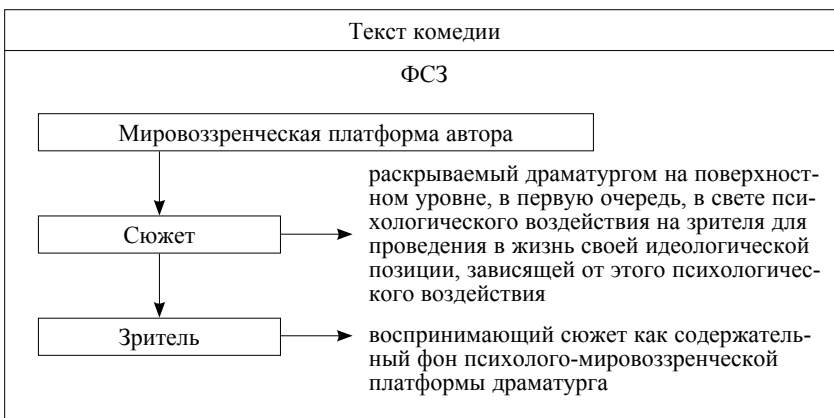 Текст комедии
ФСЗ
Мировоззренческая платформа автора
раскрываемый драматургом на поверхност-
ном уровне, в первую очередь, в свете пси-
хологического воздействия на зрителя для
проведения в жизнь своей идеологической
позиции, зависящей от этого психологичес-
кого воздействия
Сюжет
Зритель
воспринимающий сюжет как содержатель-
ный фон психолого-мировоззренческой
платформы драматурга